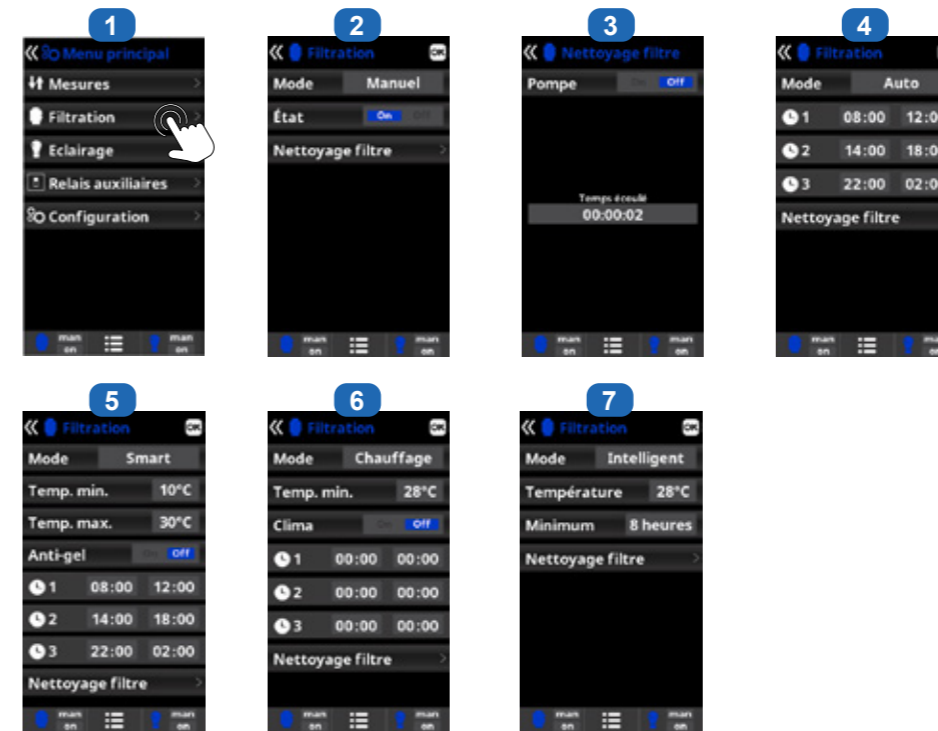 1
Menu principal
Mesures
Filtration
Eclairage
Relais auxiliaires
Configuration
man on
man on
2
Filtration OK
Mode Manuel
État On Off
Nettoyage filtre
man on
man on
3
Nettoyage filtre
Pompe On Off
Temps écoulé
00:00:02
man on
man on
4
Filtration
Mode Auto
1 08:00 12:00
2 14:00 18:00
3 22:00 02:00
Nettoyage filtre
man on
man
5
Filtration OK
Mode Smart
Temp. min. 10°C
Temp. max. 30°C
Anti-gel On Off
1 08:00 12:00
2 14:00 18:00
3 22:00 02:00
Nettoyage filtre
man on
man on
6
Filtration OK
Mode Chauffage
Temp. min. 28°C
Clima On Off
1 00:00 00:00
2 00:00 00:00
3 00:00 00:00
Nettoyage filtre
man on
man on
7
Filtration OK
Mode Intelligent
Température 28°C
Minimum 8 heures
Nettoyage filtre
man on
man on